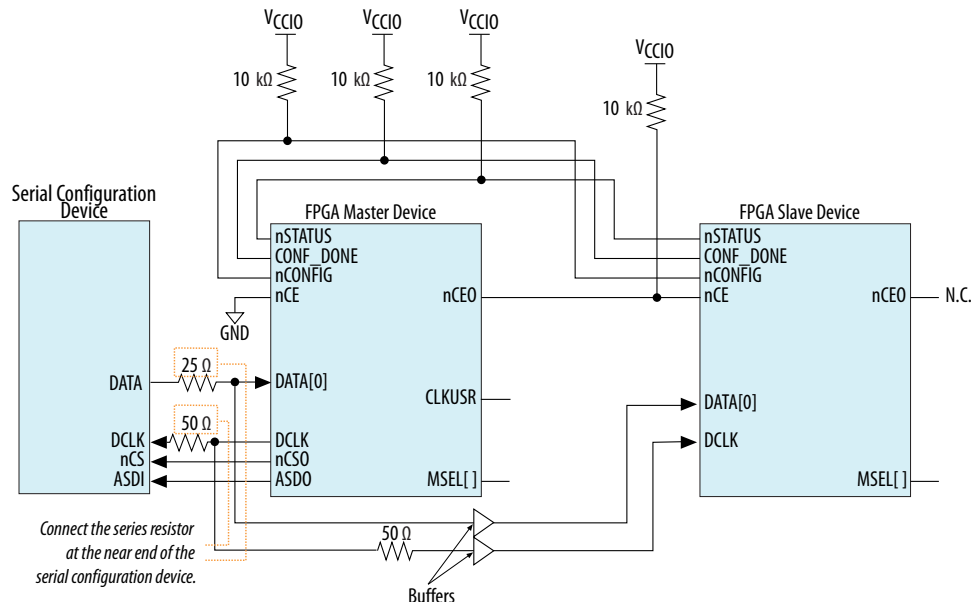 VCCIO
VCCIO
VCCIO
VCCIO
10 kΩ
10 kΩ
10 kΩ
10 kΩ
Serial Configuration
Device
FPGA Master Device
FPGA Slave Device
nSTATUS
CONF_DONE
nCONFIG
nCE
nCEO
GND
nSTATUS
CONF_DONE
nCONFIG
nCE
nCEO
N.C.
25 Ω
DATA
DATA[0]
CLKUSR
DATA[0]
50 Ω
DCLK
DCLK
DCLK
nCS
nCSO
ASDI
ASDO
MSEL[ ]
MSEL[ ]
Connect the series resistor
at the near end of the
serial configuration device.
50 Ω
Buffers